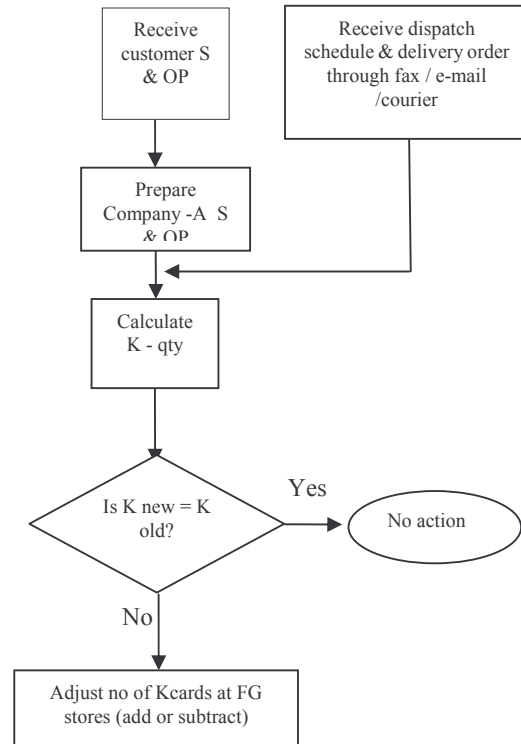 Receive
customer S
& OP
Receive dispatch
schedule & delivery order
through fax / e-mail
/courier
Prepare
Company -A S
& OP
Calculate
K - qty
Is K new = K
old?
Yes
No action
No
Adjust no of Kcards at FG
stores (add or subtract)